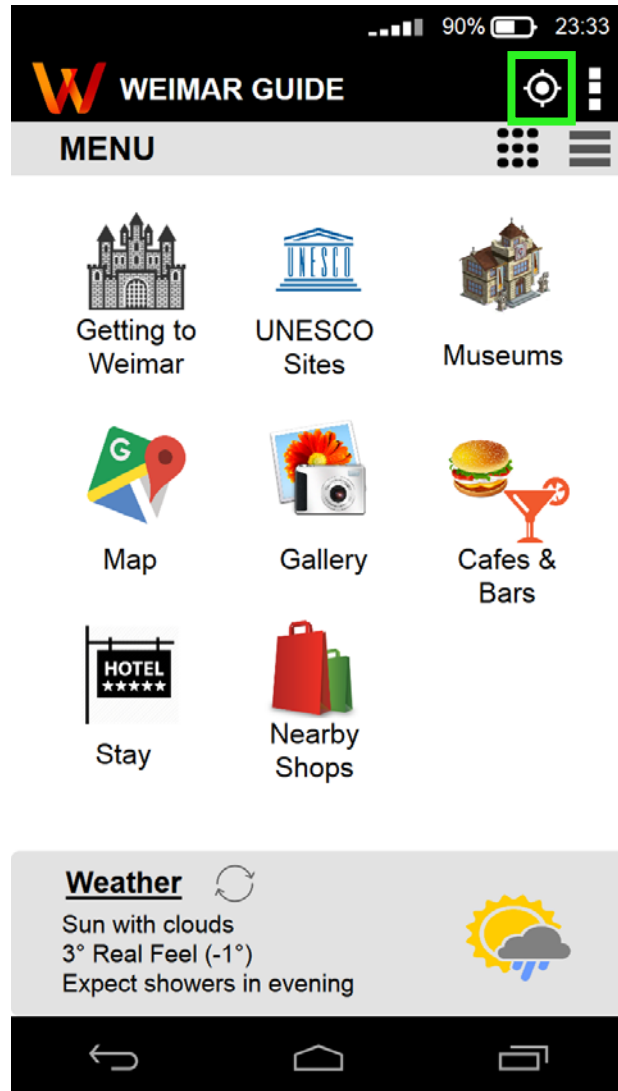 90% 23:33
WEIMAR GUIDE
MENU
UNESCO
Getting to
Weimar
UNESCO
Sites
Museums
G
Map
Gallery
Cafes &
Bars
HOTEL
★★★★★
Stay
Nearby
Shops
Weather
Sun with clouds
3° Real Feel (-1°)
Expect showers in evening